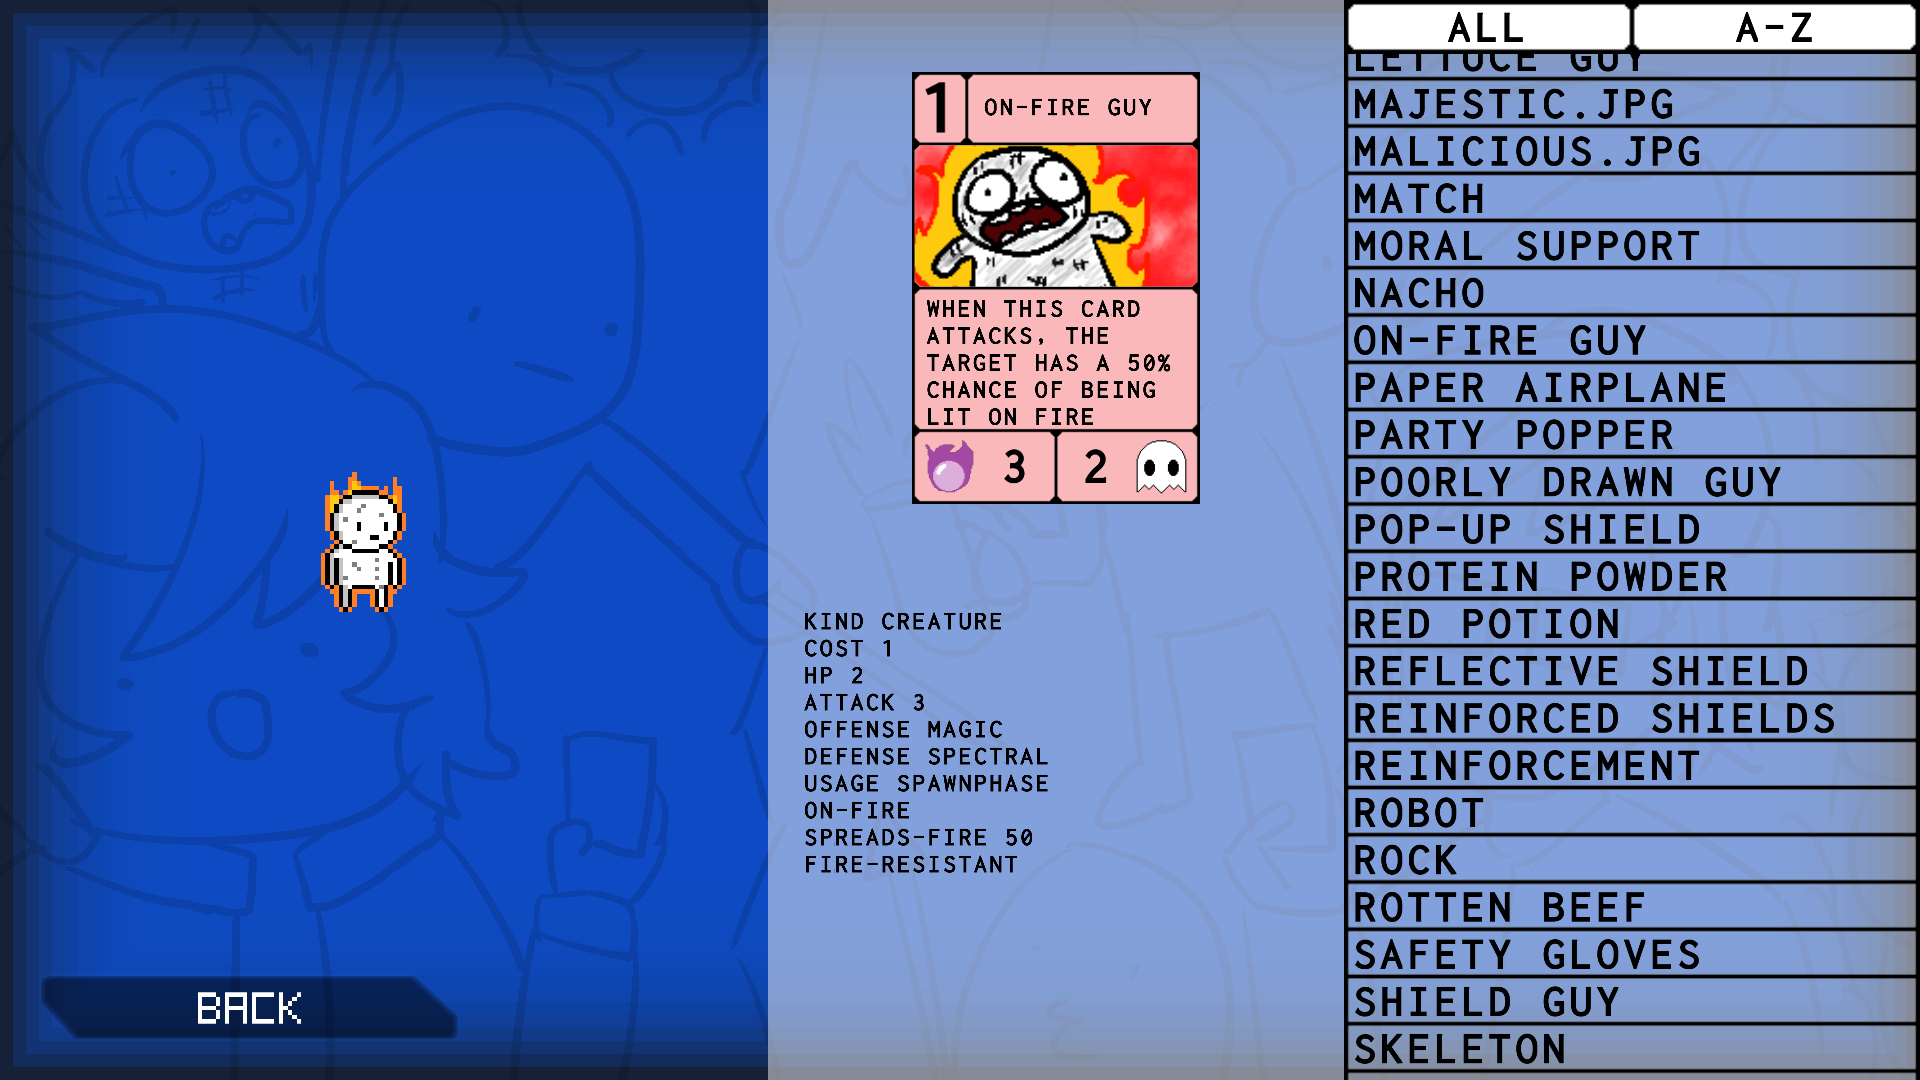 1
ON-FIRE GUY
WHEN THIS CARD
ATTACKS, THE
TARGET HAS A 50%
CHANCE OF BEING
LIT ON FIRE
3
2
KIND CREATURE
COST 1
HP 2
ATTACK 3
OFFENSE MAGIC
DEFENSE SPECTRAL
USAGE SPAWNPHASE
ON-FIRE
SPREADS-FIRE 50
FIRE-RESISTANT
BACK
ALL
A-Z
LETTUCE GUY
MAJESTIC.JPG
MALICIOUS.JPG
MATCH
MORAL SUPPORT
NACHO
ON-FIRE GUY
PAPER AIRPLANE
PARTY POPPER
POORLY DRAWN GUY
POP-UP SHIELD
PROTEIN POWDER
RED POTION
REFLECTIVE SHIELD
REINFORCED SHIELDS
REINFORCEMENT
ROBOT
ROCK
ROTTEN BEEF
SAFETY GLOVES
SHIELD GUY
SKELETON